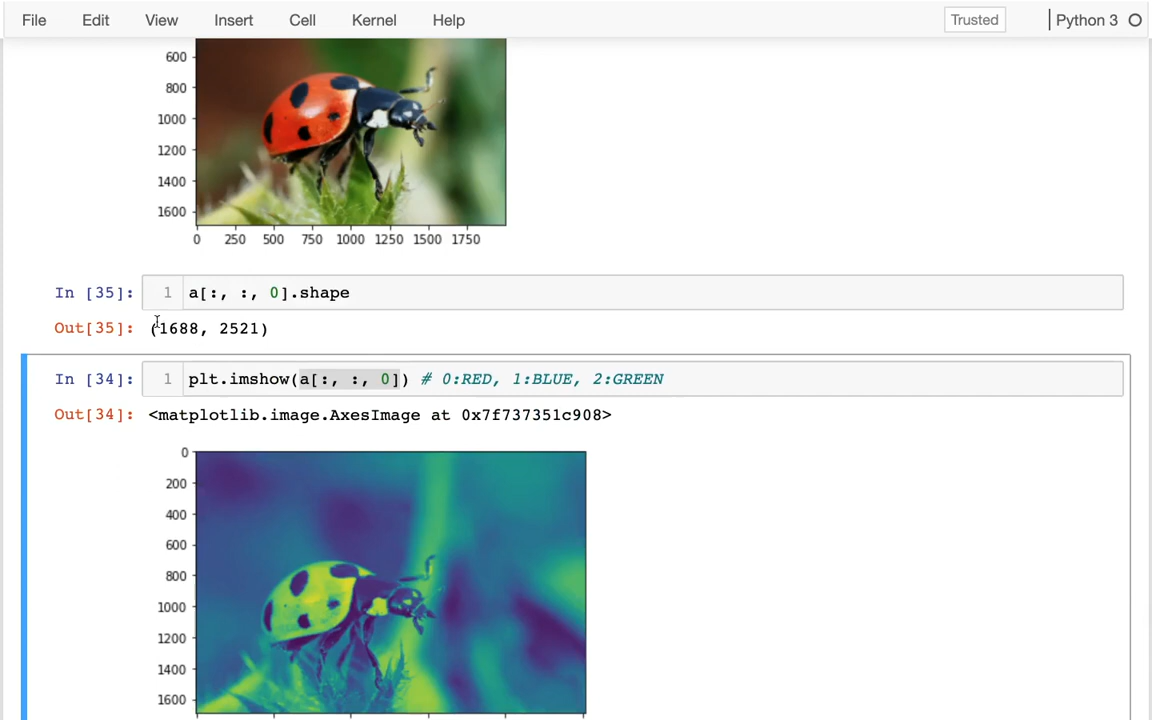 File Edit View Insert Cell Kernel Help Trusted Python 3
600
800
1000
1200
1400
1600
0 250 500 750 1000 1250 1500 1750
In [35]: 1 a[:, :, 0].shape
Out[35]: (1688, 2521)
In [34]: 1 plt.imshow(a[:, :, 0]) # 0:RED, 1:BLUE, 2:GREEN
Out[34]: <matplotlib.image.AxesImage at 0x7f737351c908>
0
200
400
600
800
1000
1200
1400
1600